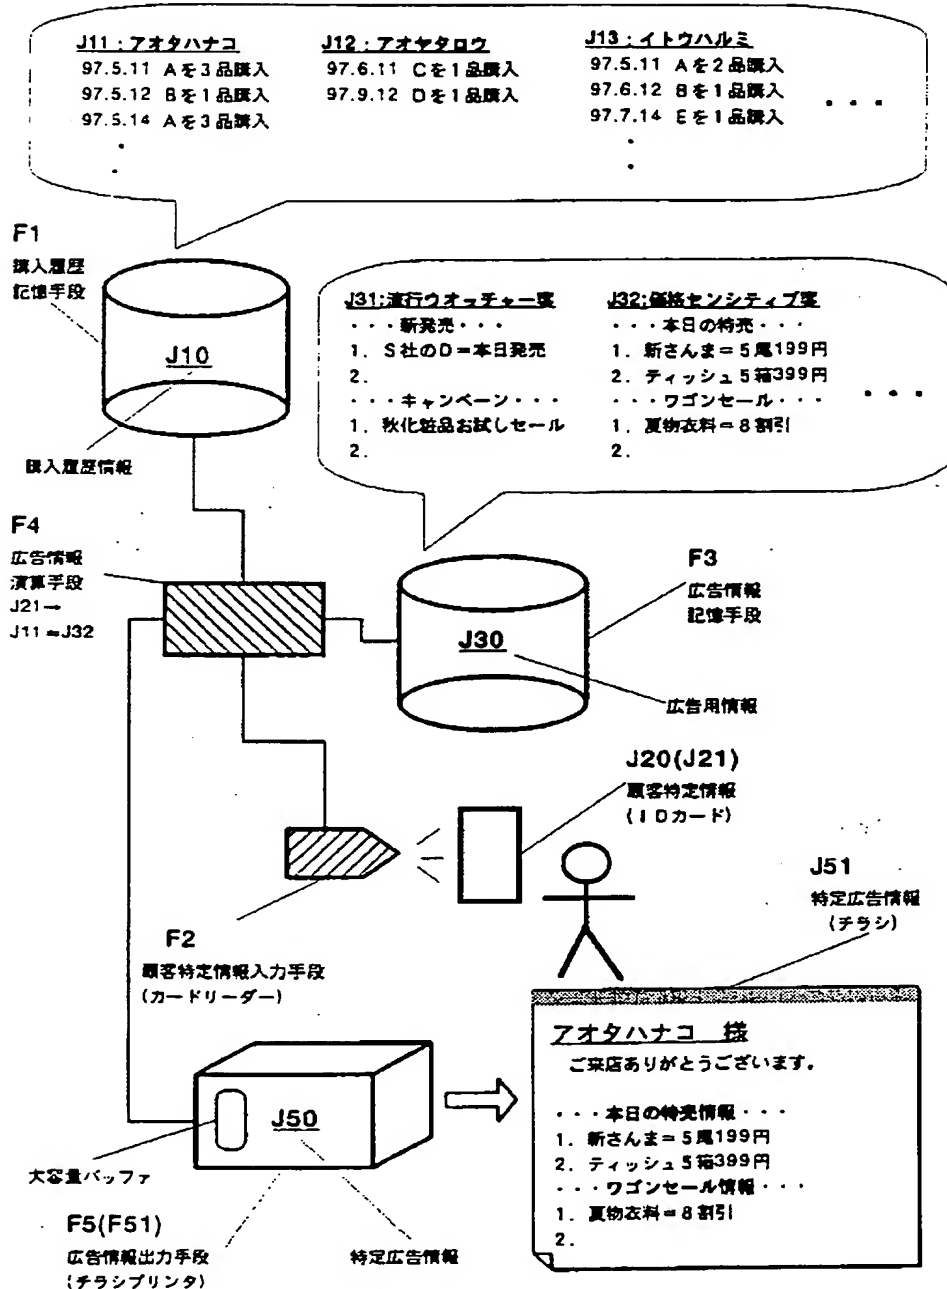 J11：アオタハナコ
97.5.11 Aを3品購入
97.5.12 Bを1品購入
97.5.14 Aを3品購入
J12：アオヤタロウ
97.6.11 Cを1品購入
97.9.12 Dを1品購入
J13：イトウハルミ
97.5.11 Aを2品購入
97.6.12 Bを1品購入
97.7.14 Eを1品購入
・・・
F1
購入履歴
記憶手段
J10
購入履歴情報
J31:流行ウオッチャー客
・・・新発売・・・
1. S社のD＝本日発売
2.
・・・キャンペーン・・・
1. 秋化粧品お試しセール
2.
J32:価格センシティブ客
・・・本日の特売・・・
1. 新さんま＝5尾199円
2. ティッシュ5箱399円
・・・ワゴンセール・・・
1. 夏物衣料＝8割引
2.
・・・
F4
広告情報
演算手段
J21→
J11＝J32
F3
広告情報
記憶手段
J30
広告用情報
J20(J21)
顧客特定情報
(IDカード)
F2
顧客特定情報入力手段
(カードリーダー)
J51
特定広告情報
(チラシ)
アオタハナコ 様
ご来店ありがとうございます。
・・・本日の特売情報・・・
1. 新さんま＝5尾199円
2. ティッシュ5箱399円
・・・ワゴンセール情報・・・
1. 夏物衣料＝8割引
2.
J50
大容量バッファ
F5(F51)
広告情報出力手段
(チラシプリンタ)
特定広告情報